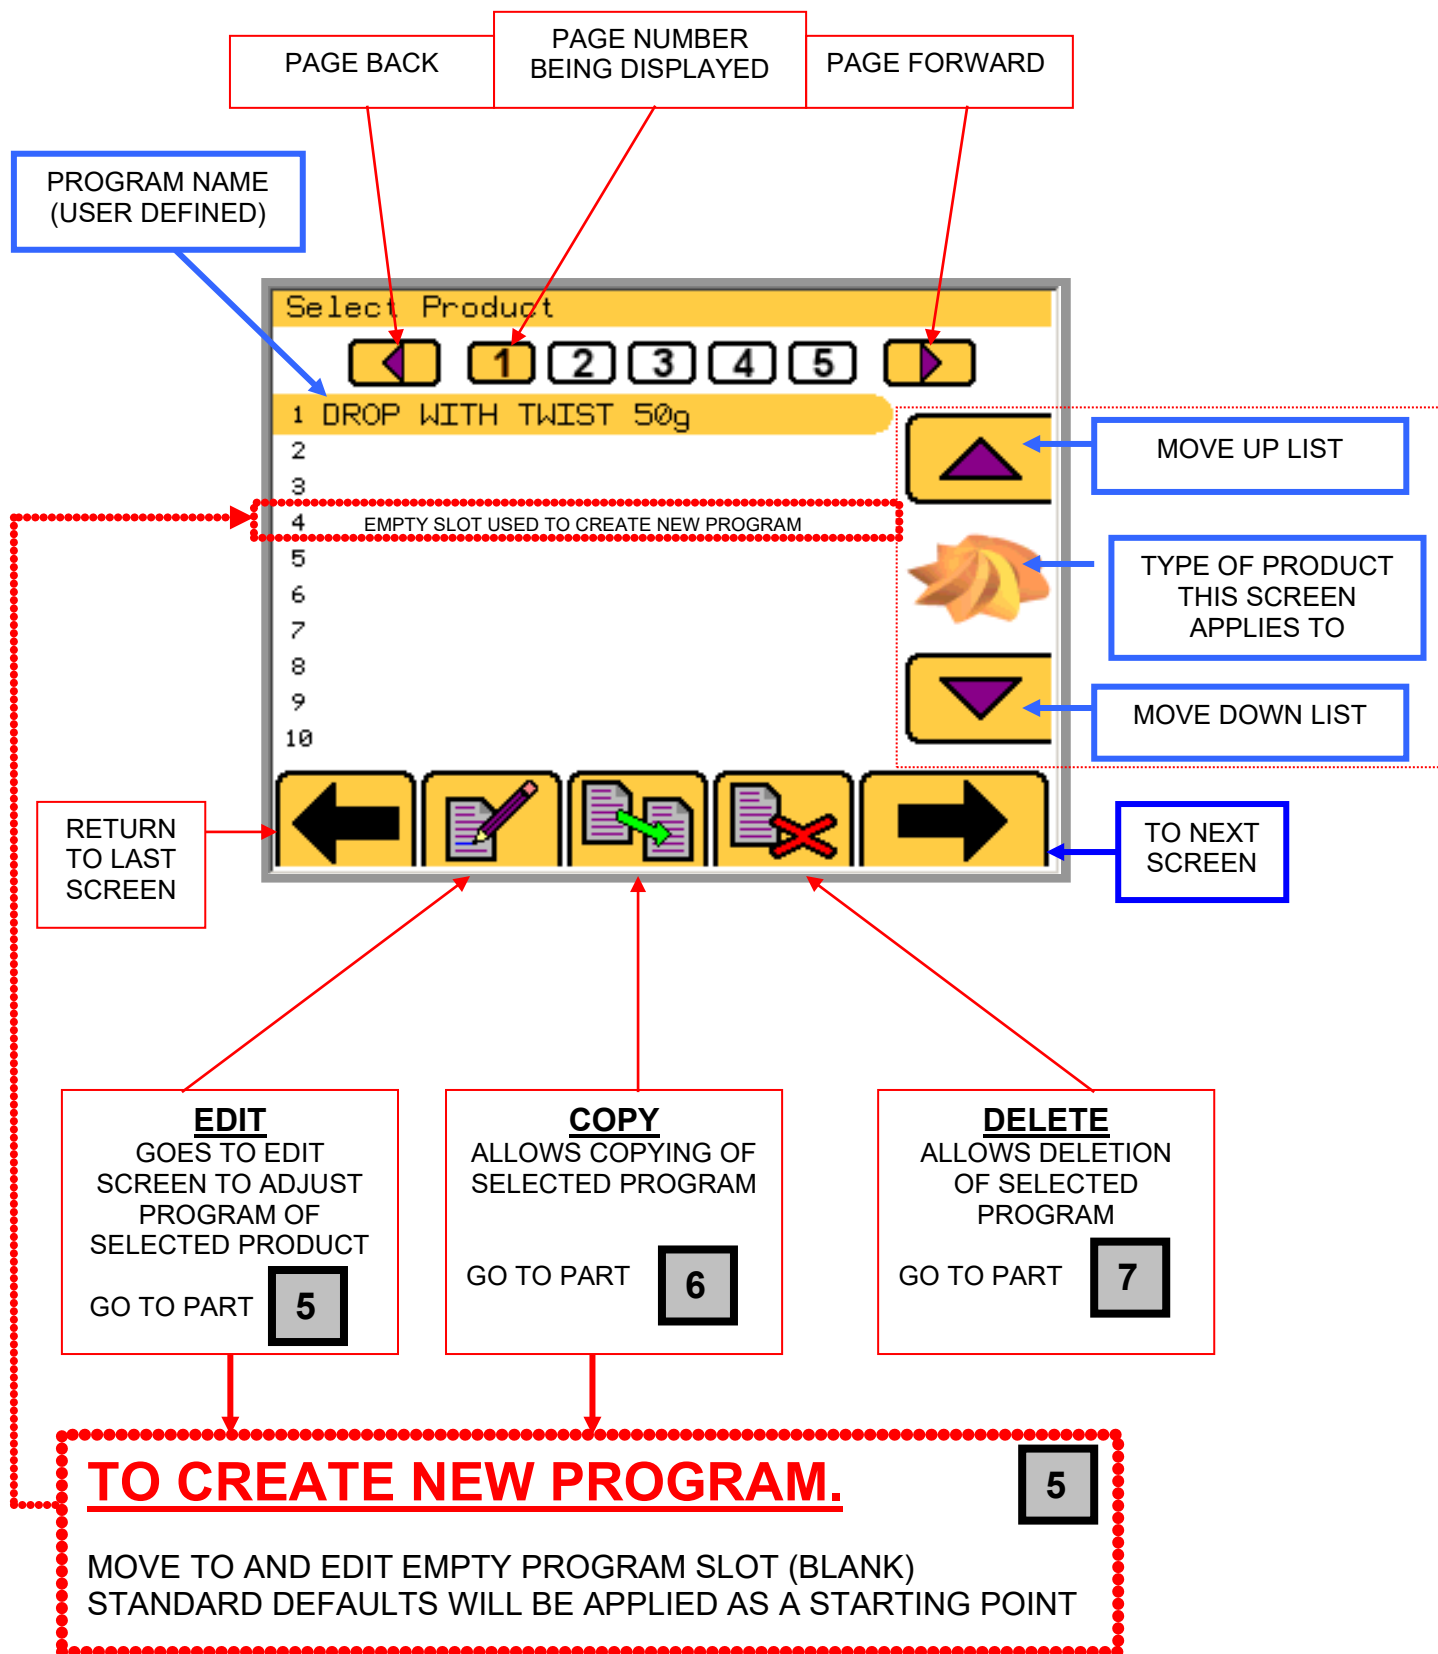 PAGE BACK
PAGE NUMBER
BEING DISPLAYED
PAGE FORWARD
PROGRAM NAME
(USER DEFINED)
Select Product
1 2 3 4 5
1 DROP WITH TWIST 50g
2
3
4 EMPTY SLOT USED TO CREATE NEW PROGRAM
5
6
7
8
9
10
MOVE UP LIST
TYPE OF PRODUCT
THIS SCREEN
APPLIES TO
MOVE DOWN LIST
RETURN
TO LAST
SCREEN
TO NEXT
SCREEN
EDIT
GOES TO EDIT
SCREEN TO ADJUST
PROGRAM OF
SELECTED PRODUCT
GO TO PART 5
COPY
ALLOWS COPYING OF
SELECTED PROGRAM
GO TO PART 6
DELETE
ALLOWS DELETION
OF SELECTED
PROGRAM
GO TO PART 7
TO CREATE NEW PROGRAM. 5
MOVE TO AND EDIT EMPTY PROGRAM SLOT (BLANK)
STANDARD DEFAULTS WILL BE APPLIED AS A STARTING POINT